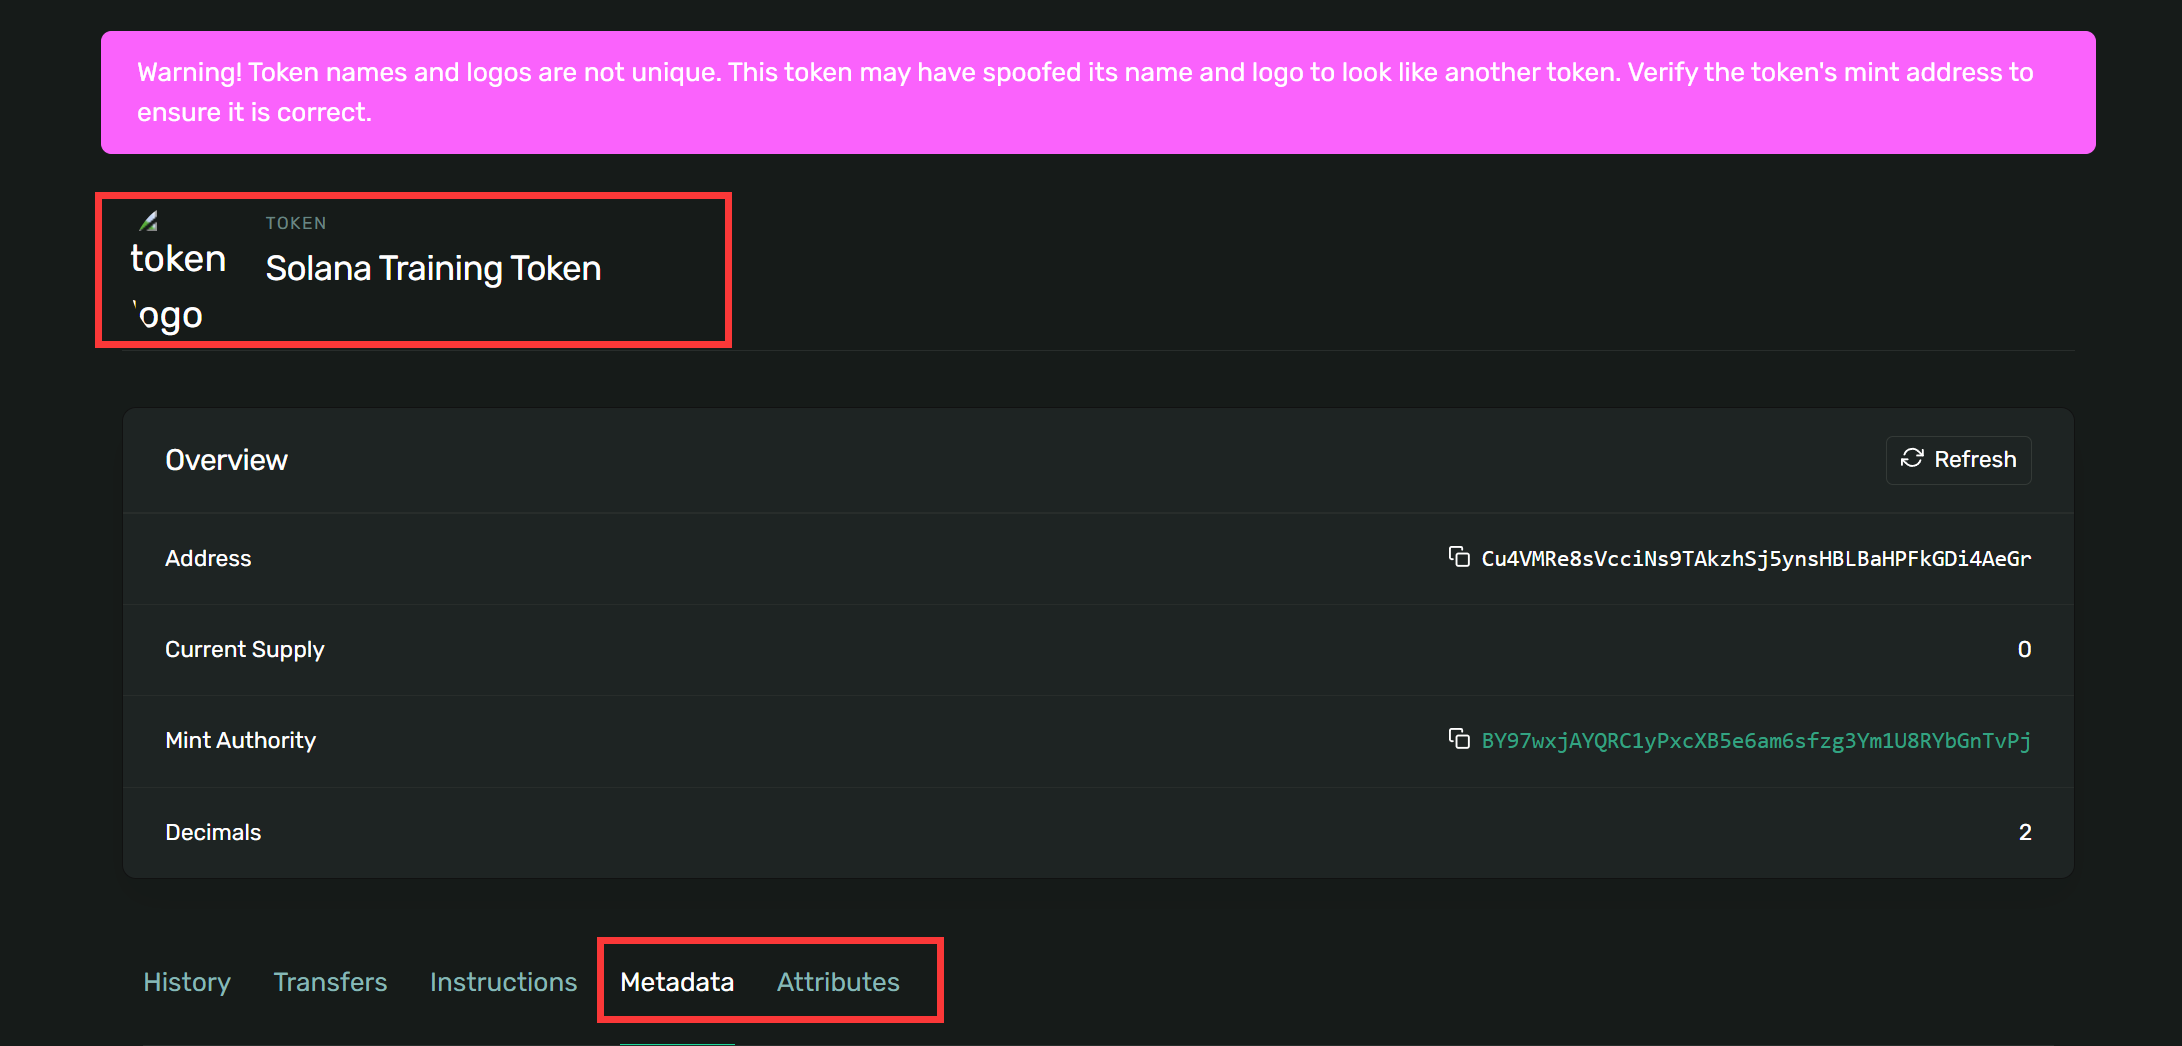 Warning! Token names and logos are not unique. This token may have spoofed its name and logo to look like another token. Verify the token's mint address to
ensure it is correct.
token
logo
TOKEN
Solana Training Token
Overview
Refresh
Address
Cu4VMRe8sVcciNs9TAkzhSj5ynsHBLBaHPFkGDi4AeGr
Current Supply
0
Mint Authority
BY97wxjAYQRC1yPxcXB5e6am6sfzg3Ym1U8RYbGnTvPj
Decimals
2
History Transfers Instructions Metadata Attributes